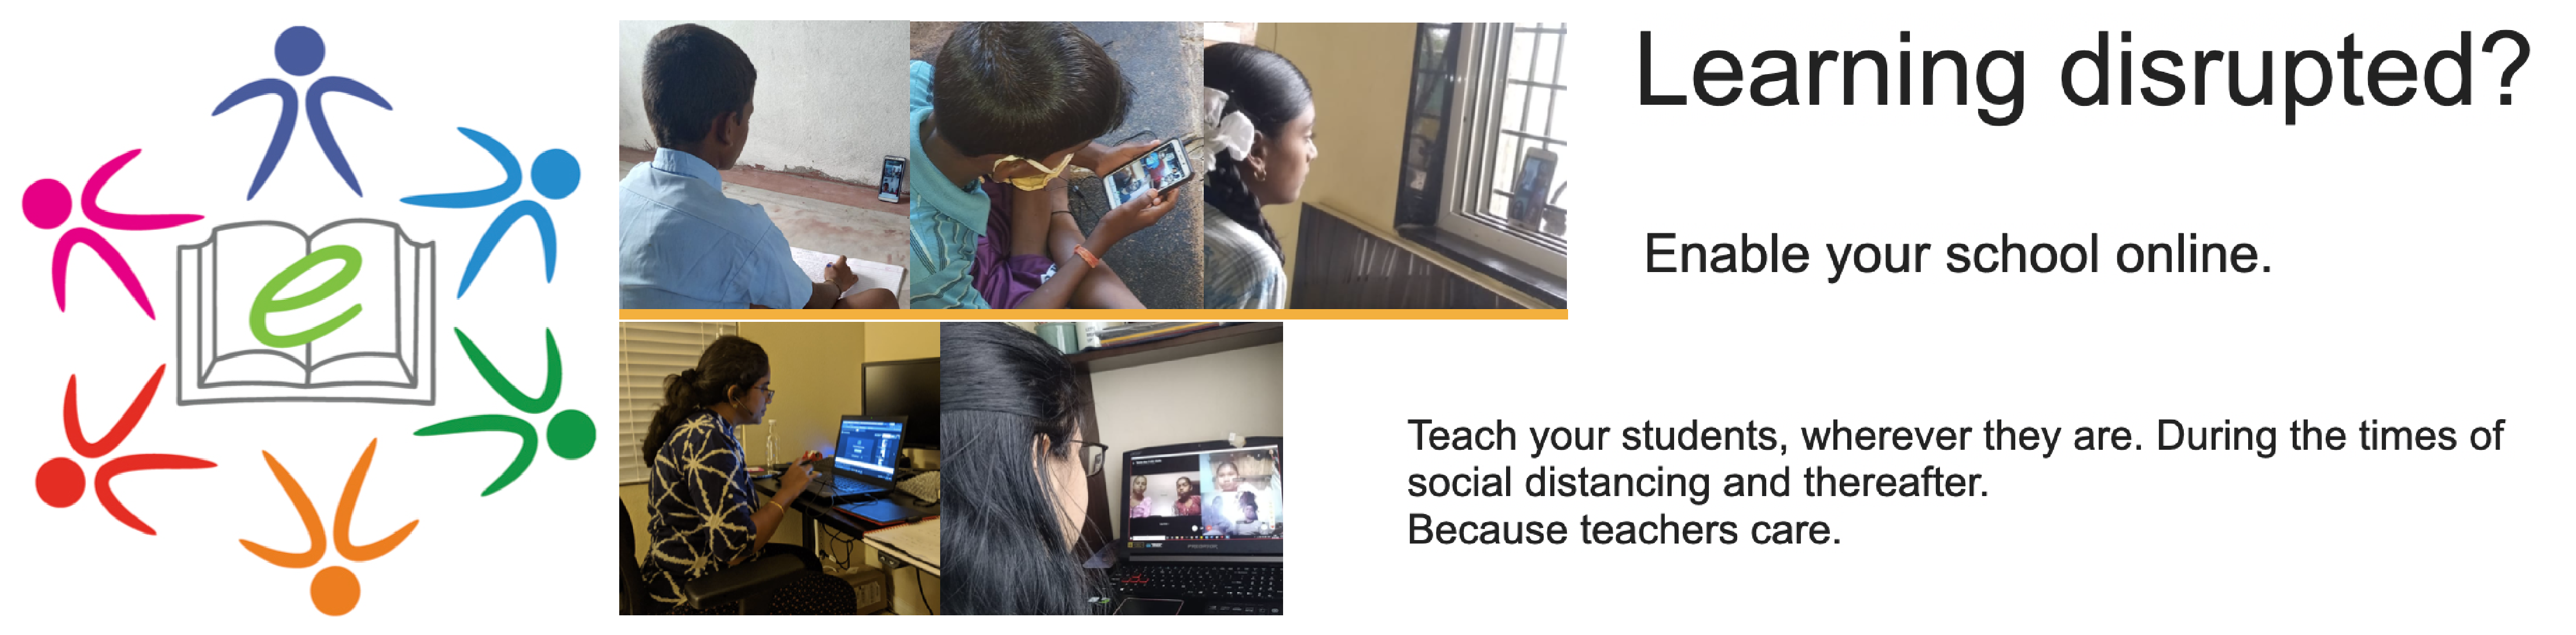 Learning disrupted?
Enable your school online.
Teach your students, wherever they are. During the times of
social distancing and thereafter.
Because teachers care.
e